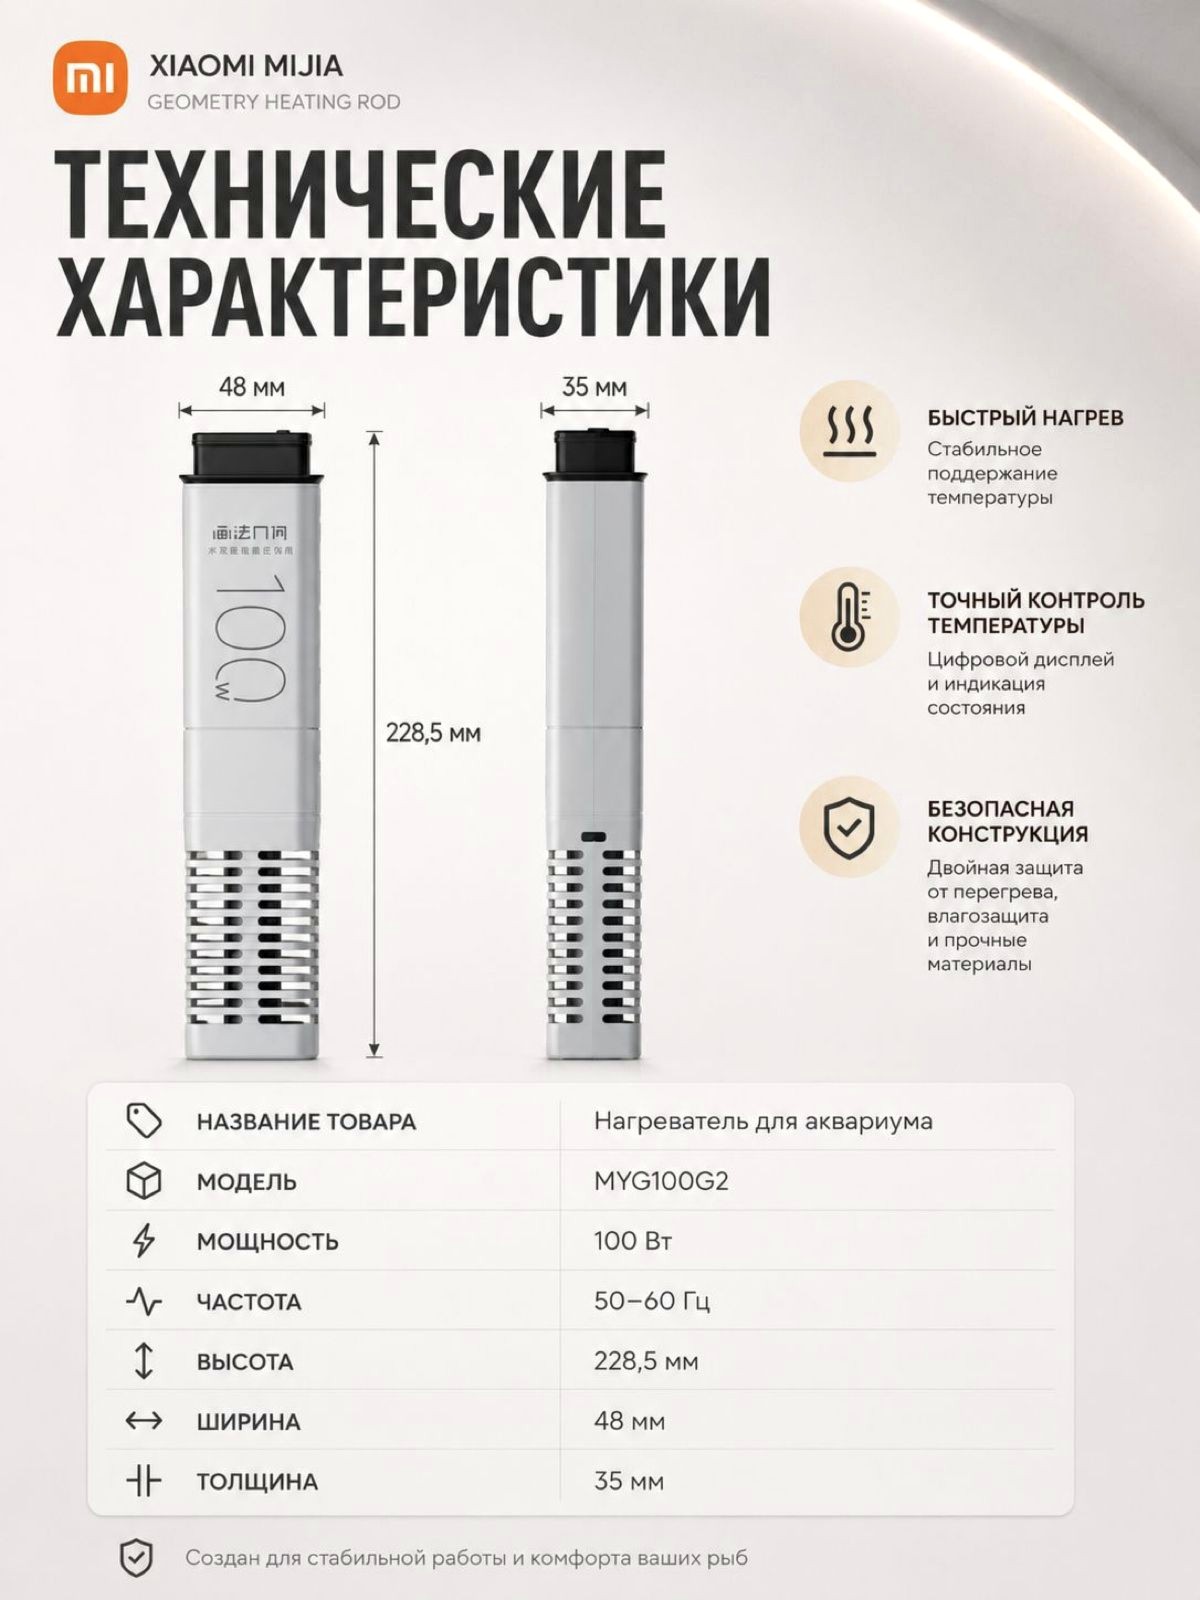 XIAOMI MIJIA
GEOMETRY HEATING ROD
ТЕХНИЧЕСКИЕ
ХАРАКТЕРИСТИКИ
48 мм
35 мм
100
W
228,5 мм
БЫСТРЫЙ НАГРЕВ
Стабильное
поддержание
температуры
ТОЧНЫЙ КОНТРОЛЬ
ТЕМПЕРАТУРЫ
Цифровой дисплей
и индикация
состояния
БЕЗОПАСНАЯ
КОНСТРУКЦИЯ
Двойная защита
от перегрева,
влагозащита
и прочные
материалы
НАЗВАНИЕ ТОВАРА Нагреватель для аквариума
МОДЕЛЬ MYG100G2
МОЩНОСТЬ 100 Вт
ЧАСТОТА 50–60 Гц
ВЫСОТА 228,5 мм
ШИРИНА 48 мм
ТОЛЩИНА 35 мм
Создан для стабильной работы и комфорта ваших рыб